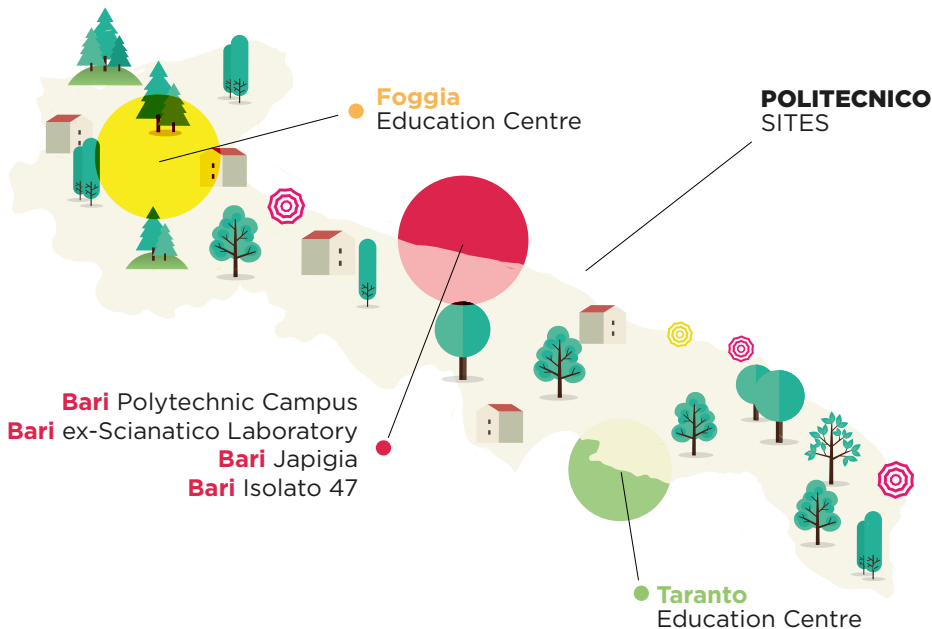 Foggia
Education Centre
POLITECNICO
SITES
Bari Polytechnic Campus
Bari ex-Scianatico Laboratory
Bari Japigia
Bari Isolato 47
Taranto
Education Centre